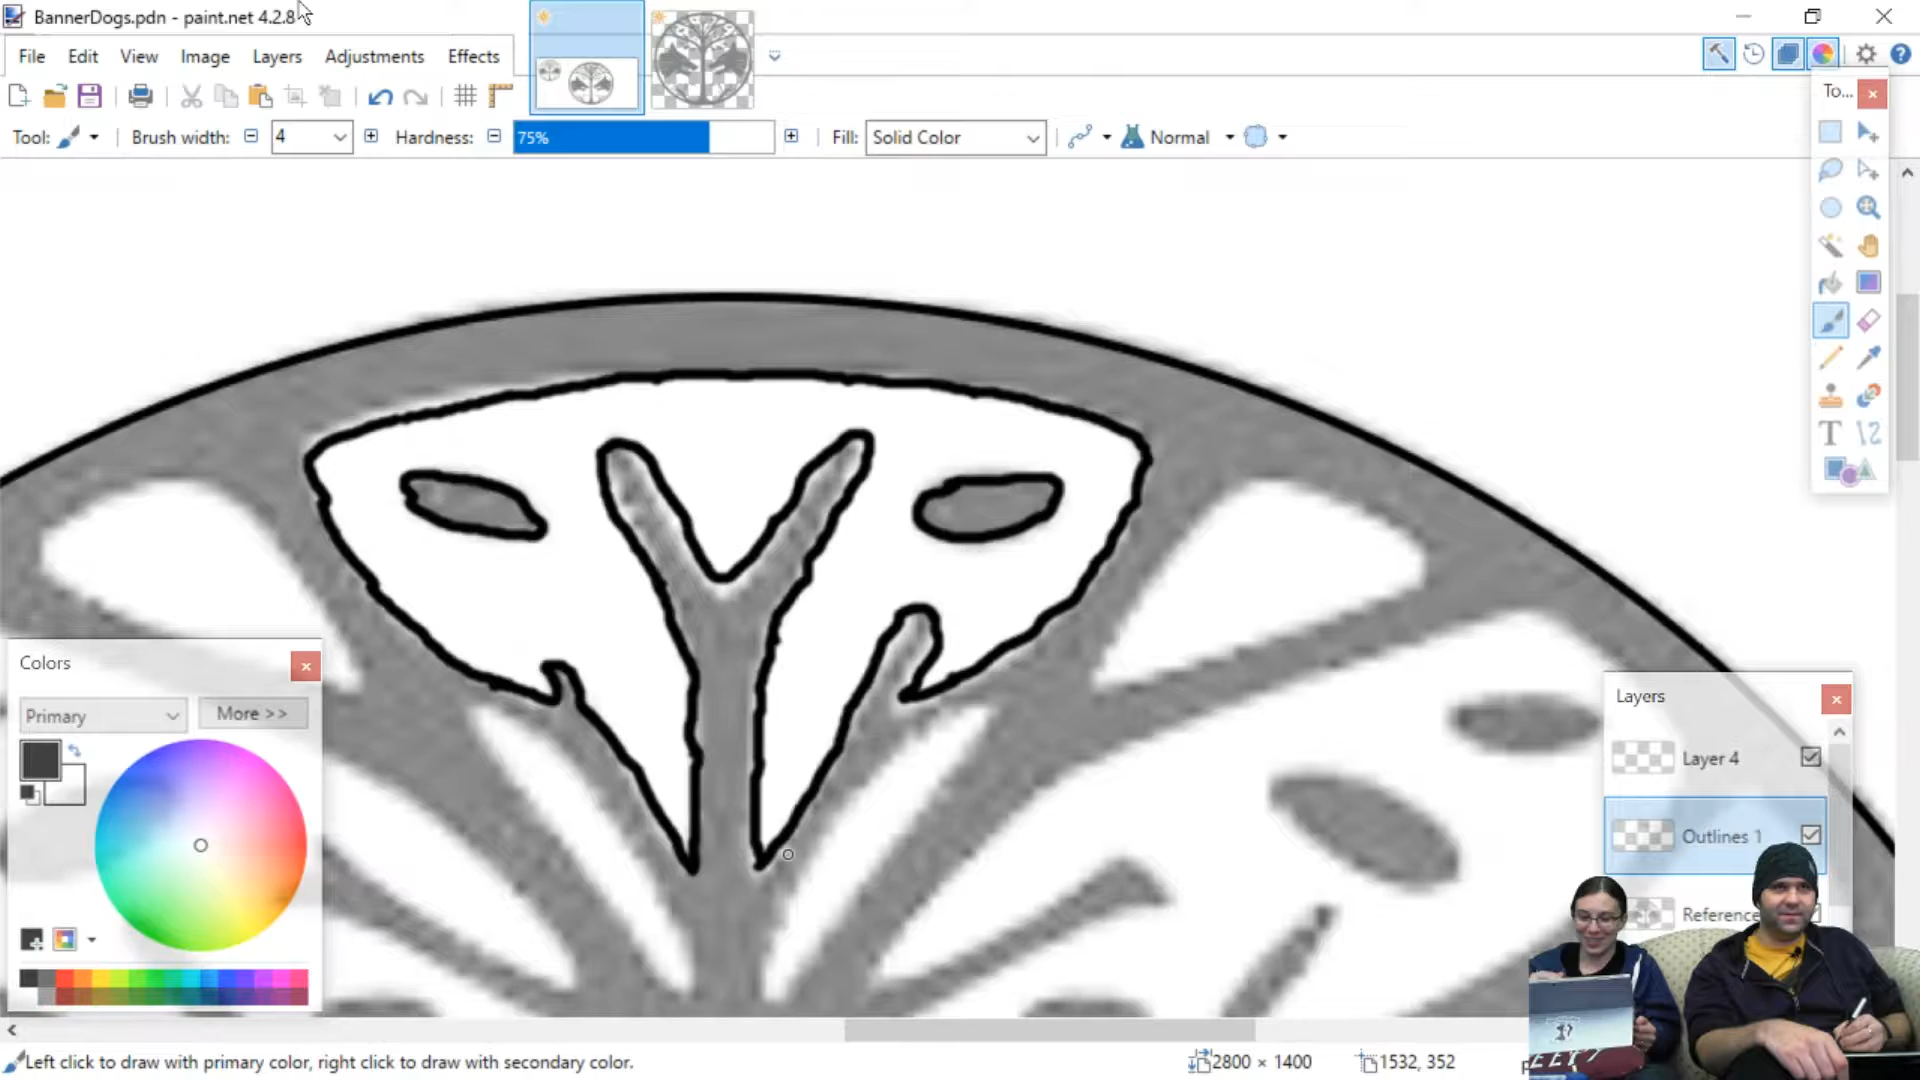 BannerDogs.pdn - paint.net 4.2.8
File Edit View Image Layers Adjustments Effects
Tool: Brush width: 4 Hardness: 75% Fill: Solid Color Normal
To...
Colors
Primary More >>
Layers
Layer 4
Outlines 1
Reference
Left click to draw with primary color, right click to draw with secondary color.
2800 × 1400 1532, 352